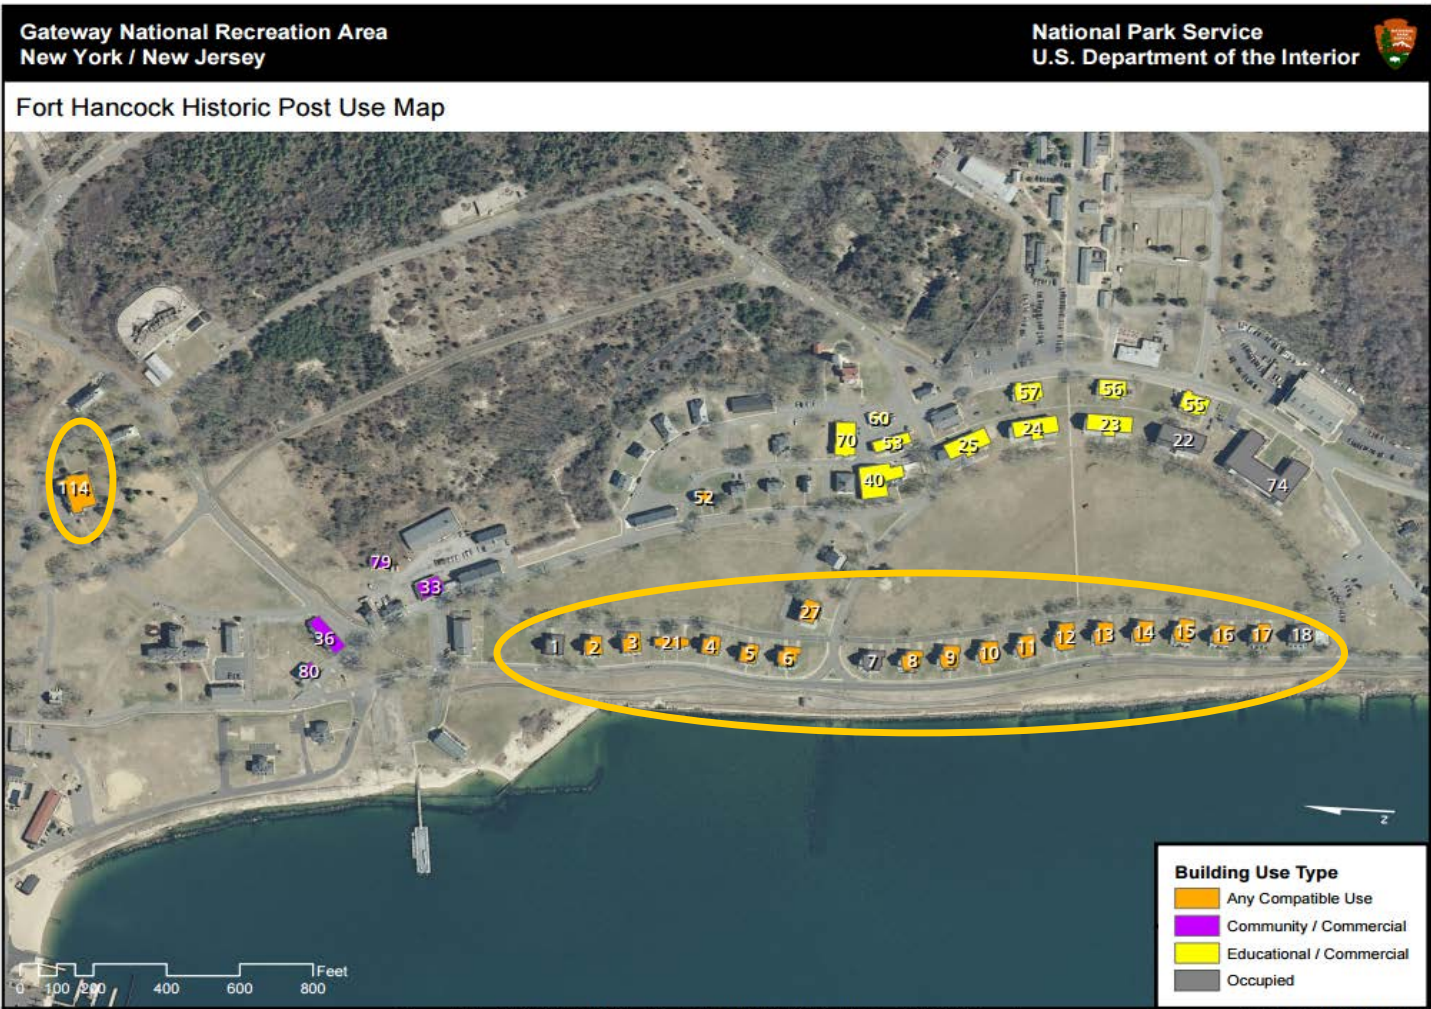 Gateway National Recreation Area
New York / New Jersey
National Park Service
U.S. Department of the Interior
Fort Hancock Historic Post Use Map
57
56
55
60
70
53
25
24
23
22
114
52
40
74
79
33
27
36
80
1
2
3
21
4
5
6
7
8
9
10
11
12
13
14
15
16
17
18
z
Building Use Type
Any Compatible Use
Community / Commercial
Educational / Commercial
Occupied
Feet
0 100 200 400 600 800